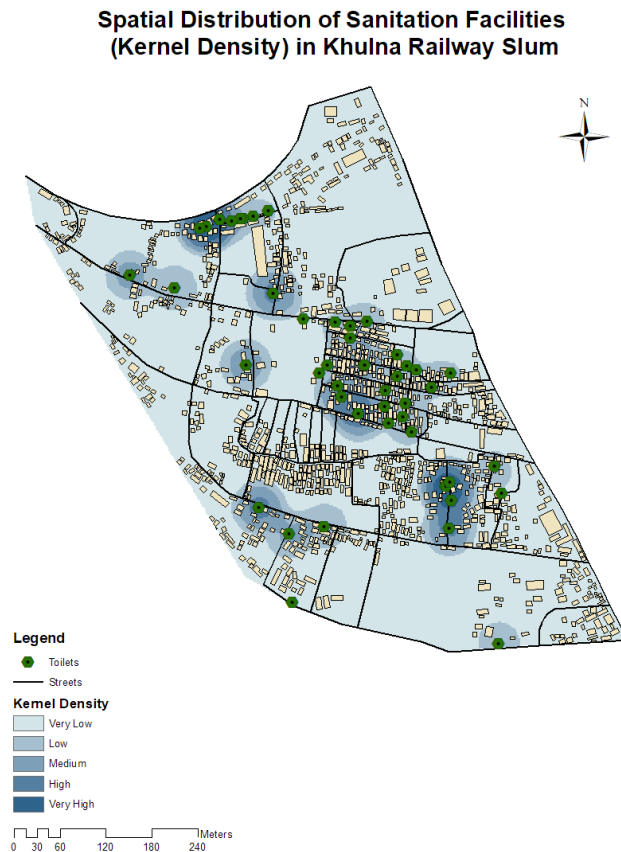 Spatial Distribution of Sanitation Facilities
(Kernel Density) in Khulna Railway Slum
N
Legend
Toilets
Streets
Kernel Density
Very Low
Low
Medium
High
Very High
Meters
0 15 30 60 120 180 240